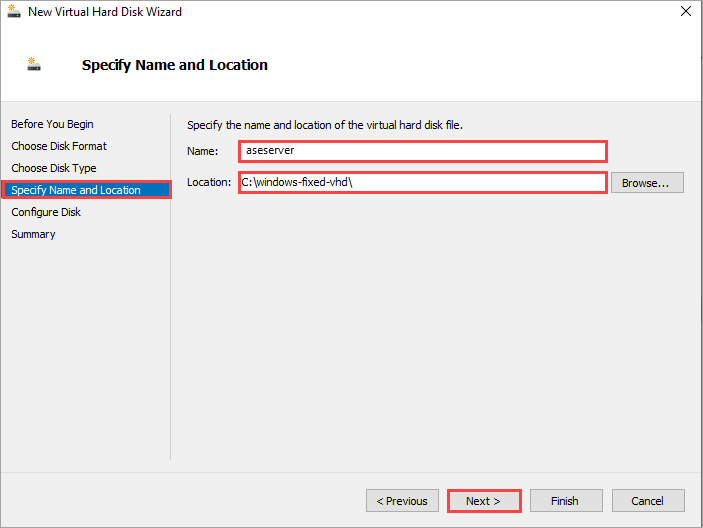 New Virtual Hard Disk Wizard
Specify Name and Location
Before You Begin
Choose Disk Format
Choose Disk Type
Specify Name and Location
Configure Disk
Summary
Specify the name and location of the virtual hard disk file.
Name: aseserver
Location: C:\windows-fixed-vhd\ Browse...
< Previous Next > Finish Cancel